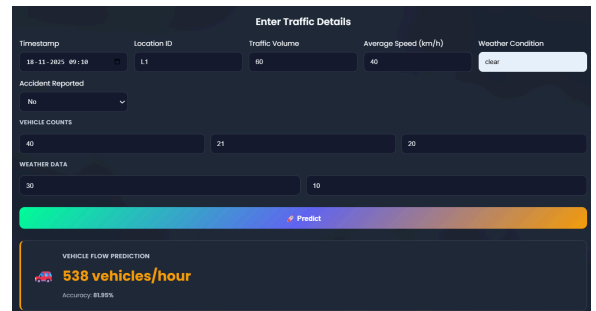 Enter Traffic Details
Timestamp Location ID Traffic Volume Average Speed (km/h) Weather Condition
18-11-2025 09:10 L1 60 40 clear
Accident Reported
No
VEHICLE COUNTS
40 21 20
WEATHER DATA
30 10
Predict
VEHICLE FLOW PREDICTION
538 vehicles/hour
Accuracy: 81.95%